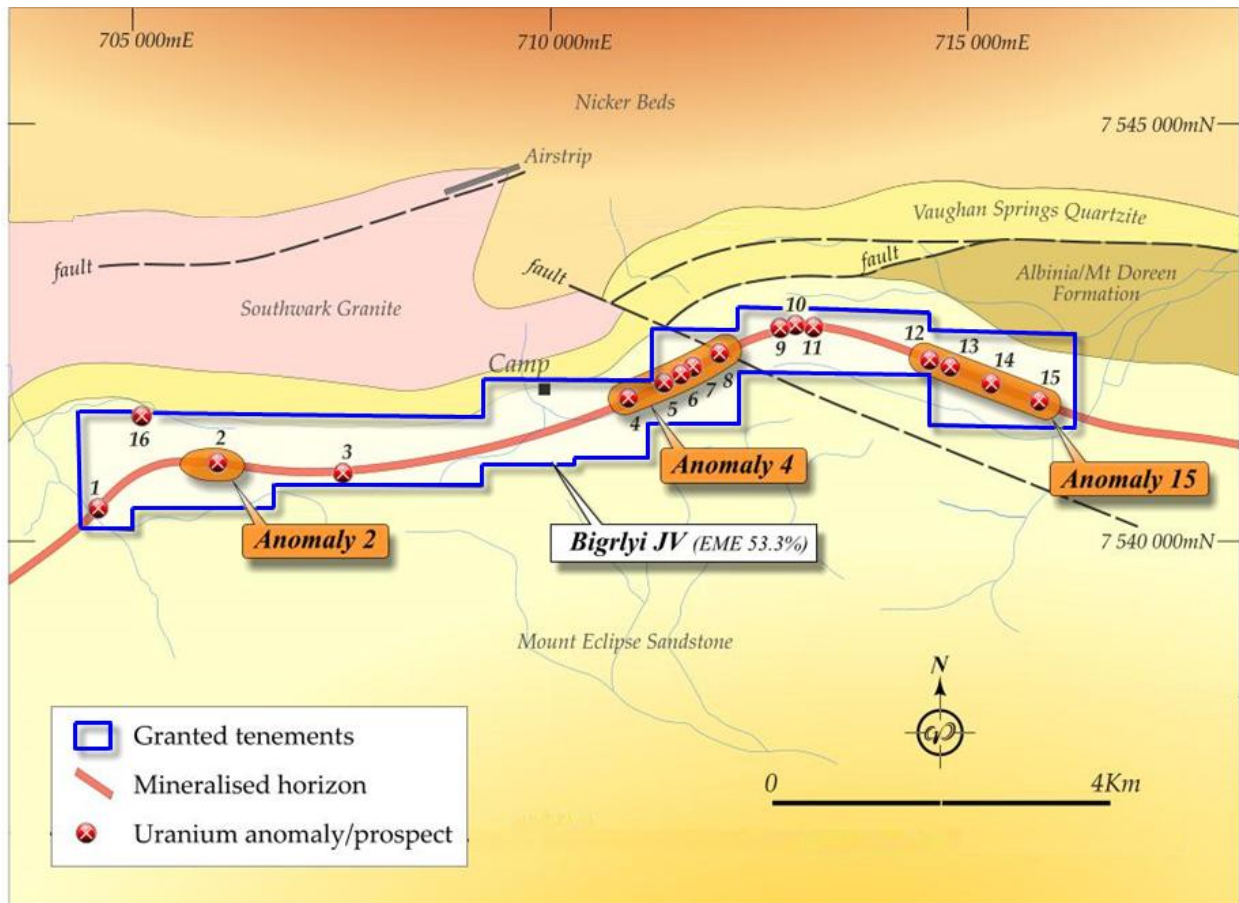 705 000mE
710 000mE
715 000mE
Nicker Beds
7 545 000mN
Airstrip
Vaughan Springs Quartzite
fault
fault
fault
Albinia/Mt Doreen
Formation
Southwark Granite
Camp
10
9
11
12
13
14
15
8
7
6
5
4
16
2
3
1
Anomaly 4
Anomaly 15
Anomaly 2
Bigrlyi JV (EME 53.3%)
7 540 000mN
Mount Eclipse Sandstone
N
Granted tenements
Mineralised horizon
Uranium anomaly/prospect
0
4Km